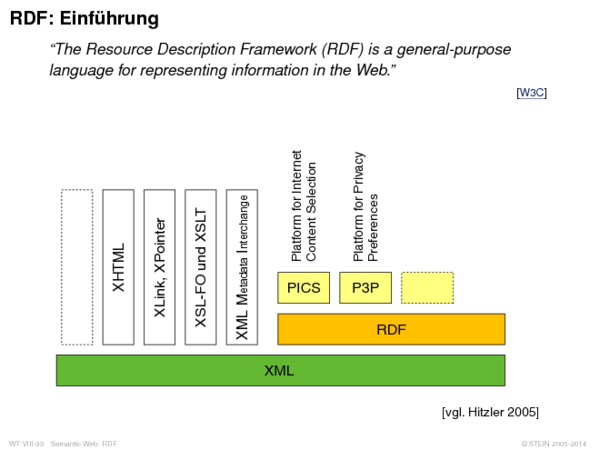 RDF: Einführung
“The Resource Description Framework (RDF) is a general-purpose
language for representing information in the Web.”
[W3C]
XHTML
XLink, XPointer
XSL-FO und XSLT
XML Metadata Interchange
Platform for Internet
Content Selection
Platform for Privacy
Preferences
PICS
P3P
RDF
XML
[vgl. Hitzler 2005]
WT:VIII-33 Semantic Web: RDF
© STEIN 2005-2014